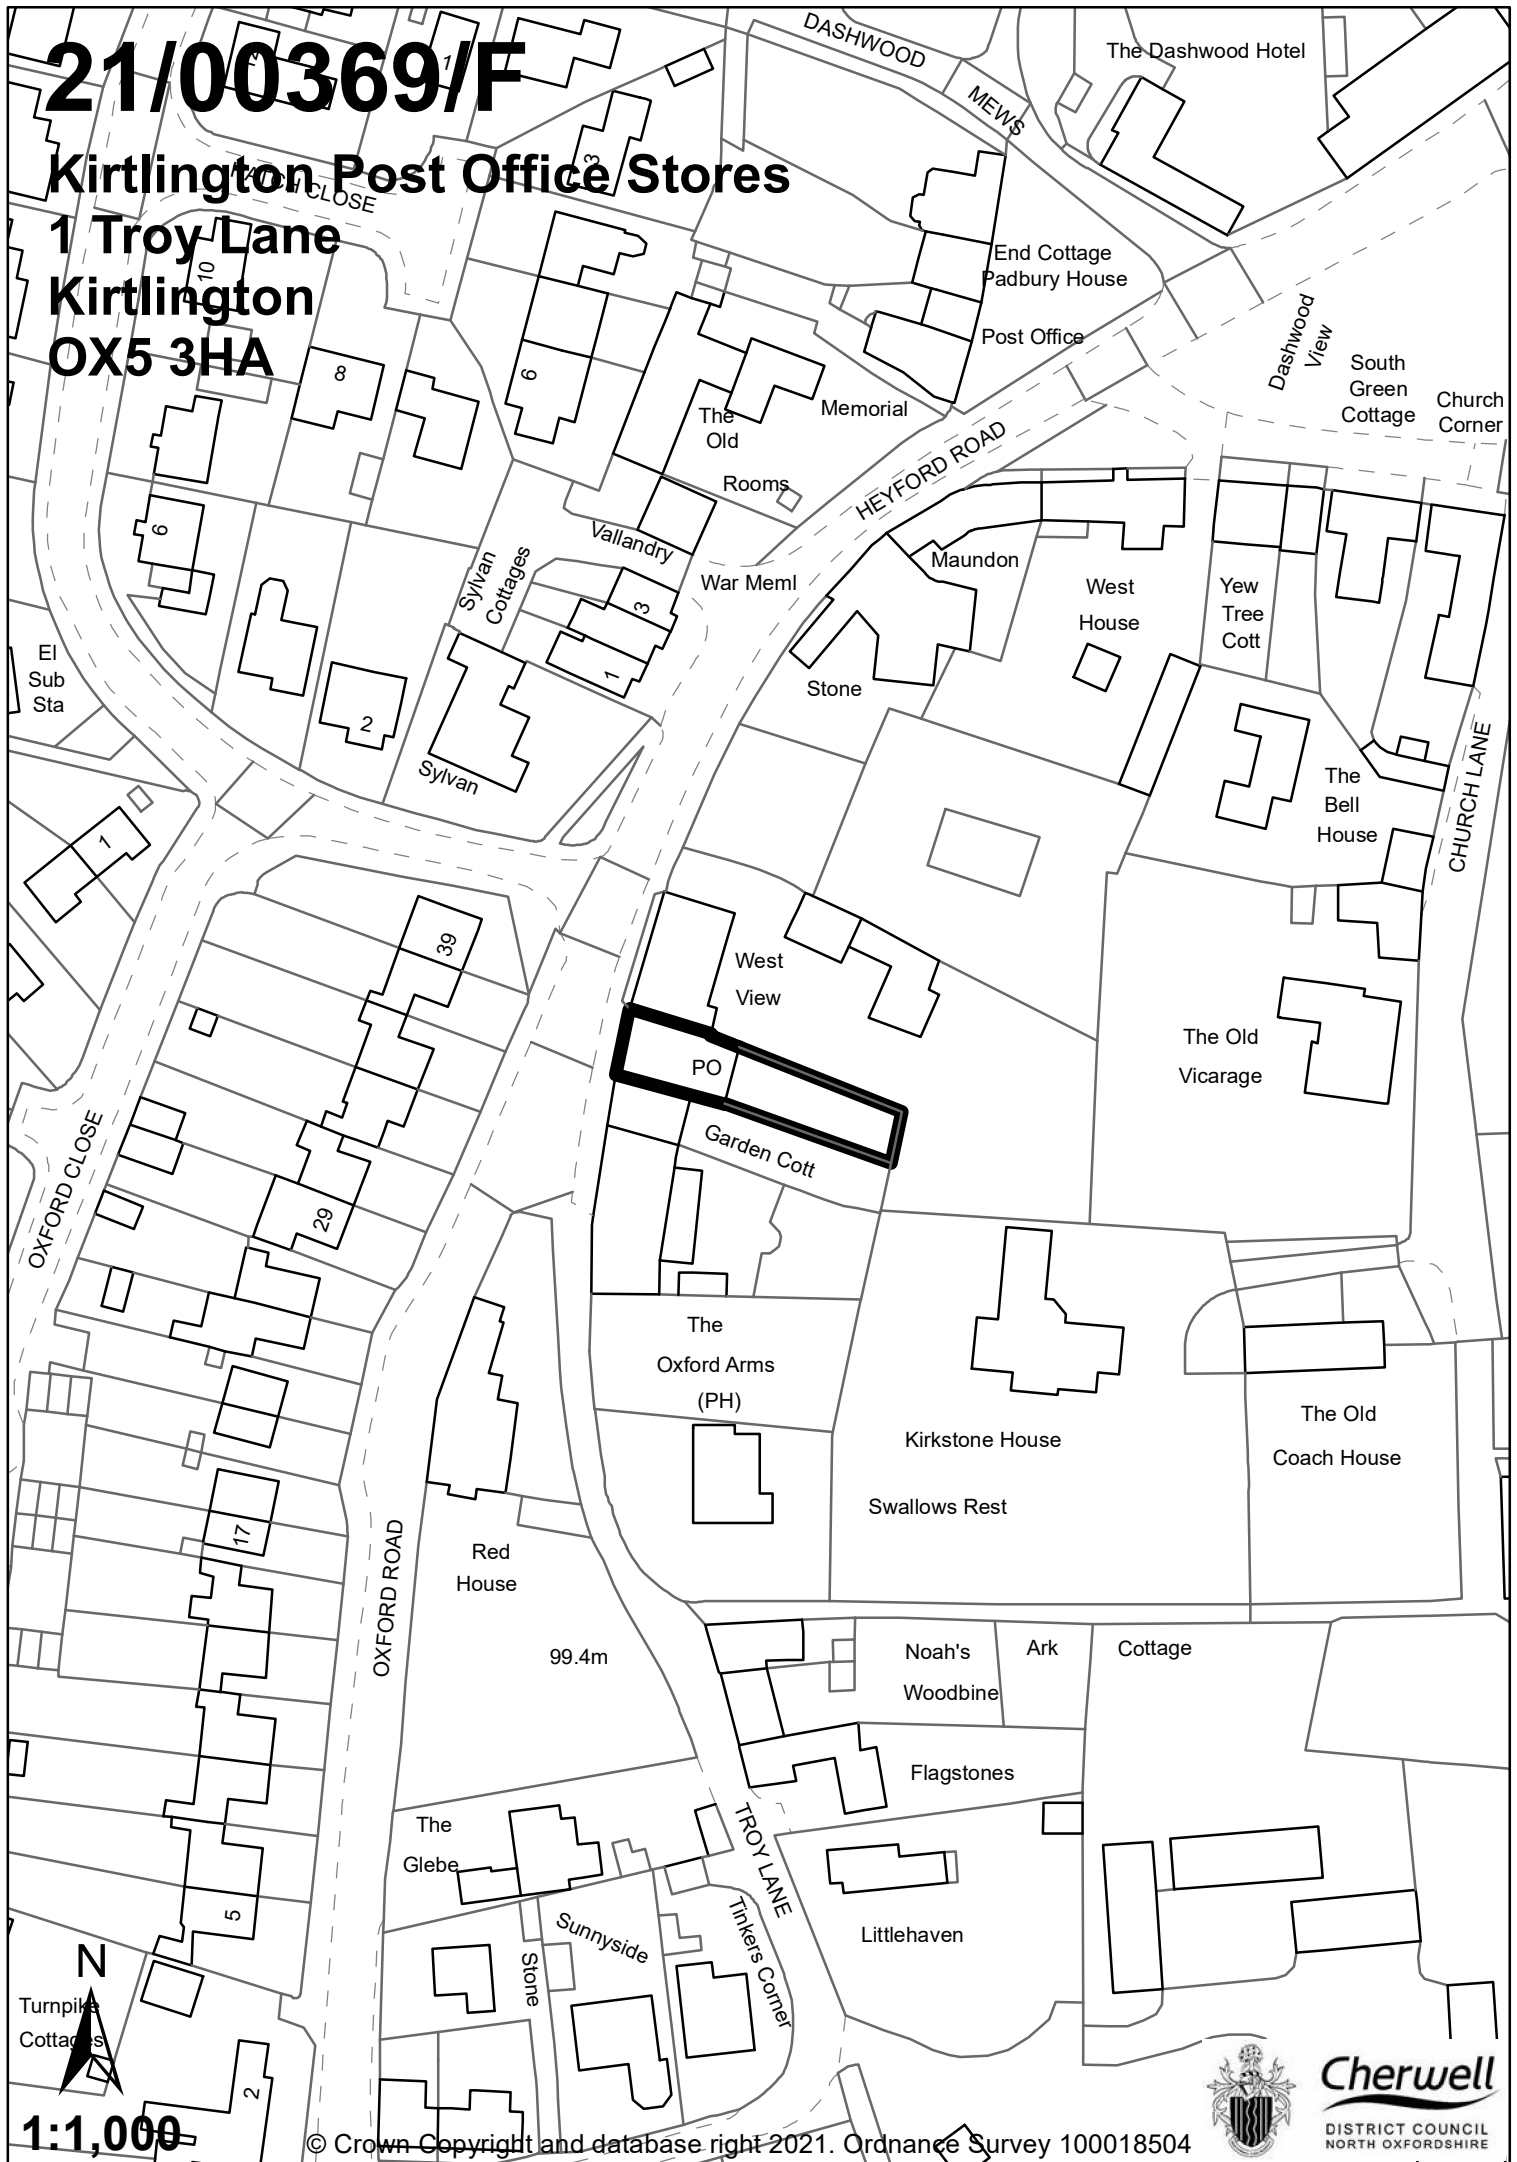 21/00369/F
Kirtlington Post Office Stores
1 Troy Lane
Kirtlington
OX5 3HA
DASHWOOD
MEWS
The Dashwood Hotel
12
1
3
HATCH CLOSE
10
End Cottage
Padbury House
Post Office
Dashwood
View
South
Green
Cottage
Church
Corner
8
6
The
Old
Memorial
Rooms
HEYFORD ROAD
6
Vallandry
Sylvan
Cottages
War Meml
Maundon
West
House
Yew
Tree
Cott
3
1
El
Sub
Sta
Stone
2
Sylvan
The
Bell
House
CHURCH LANE
1
39
West
View
The Old
Vicarage
PO
Garden Cott
OXFORD CLOSE
29
The
Oxford Arms
(PH)
Kirkstone House
The Old
Coach House
Swallows Rest
17
OXFORD ROAD
Red
House
99.4m
Noah's
Ark
Cottage
Woodbine
Flagstones
The
Glebe
TROY LANE
5
Sunnyside
Stone
Tinkers Corner
Littlehaven
N
Turnpike
Cottages
2
1:1,000
© Crown Copyright and database right 2021. Ordnance Survey 100018504
Cherwell
DISTRICT COUNCIL
NORTH OXFORDSHIRE